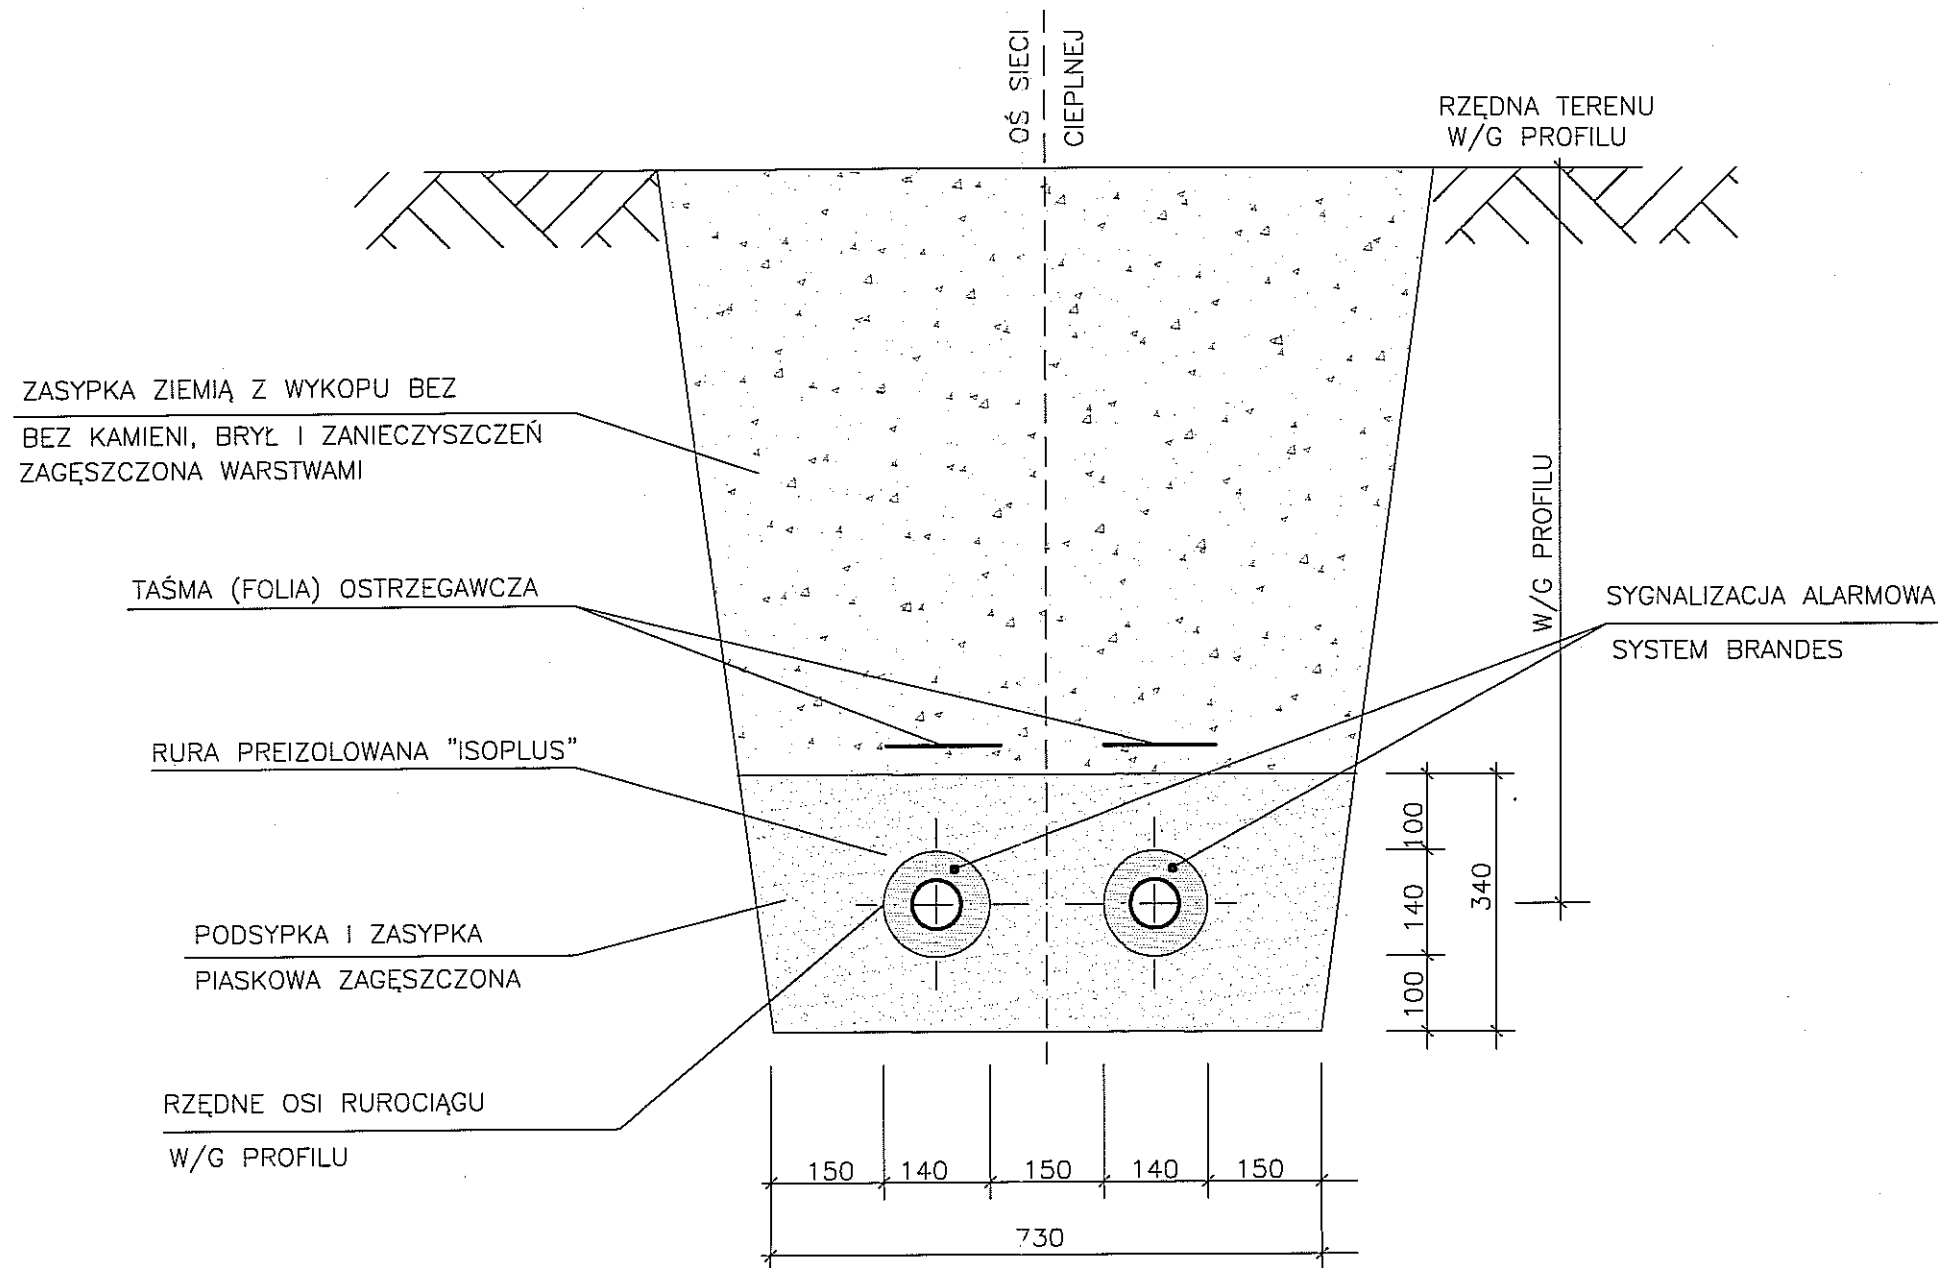 OŚ SIECI
CIEPLNEJ
RZĘDNA TERENU
W/G PROFILU
ZASYPKA ZIEMIĄ Z WYKOPU BEZ
BEZ KAMIENI, BRYŁ I ZANIECZYSZCZEŃ
ZAGĘSZCZONA WARSTWAMI
W/G PROFILU
TAŚMA (FOLIA) OSTRZEGAWCZA
SYGNALIZACJA ALARMOWA
SYSTEM BRANDES
RURA PREIZOLOWANA "ISOPLUS"
100
140
100
340
PODSYPKA I ZASYPKA
PIASKOWA ZAGĘSZCZONA
RZĘDNE OSI RUROCIĄGU
W/G PROFILU
150 140 150 140 150
730